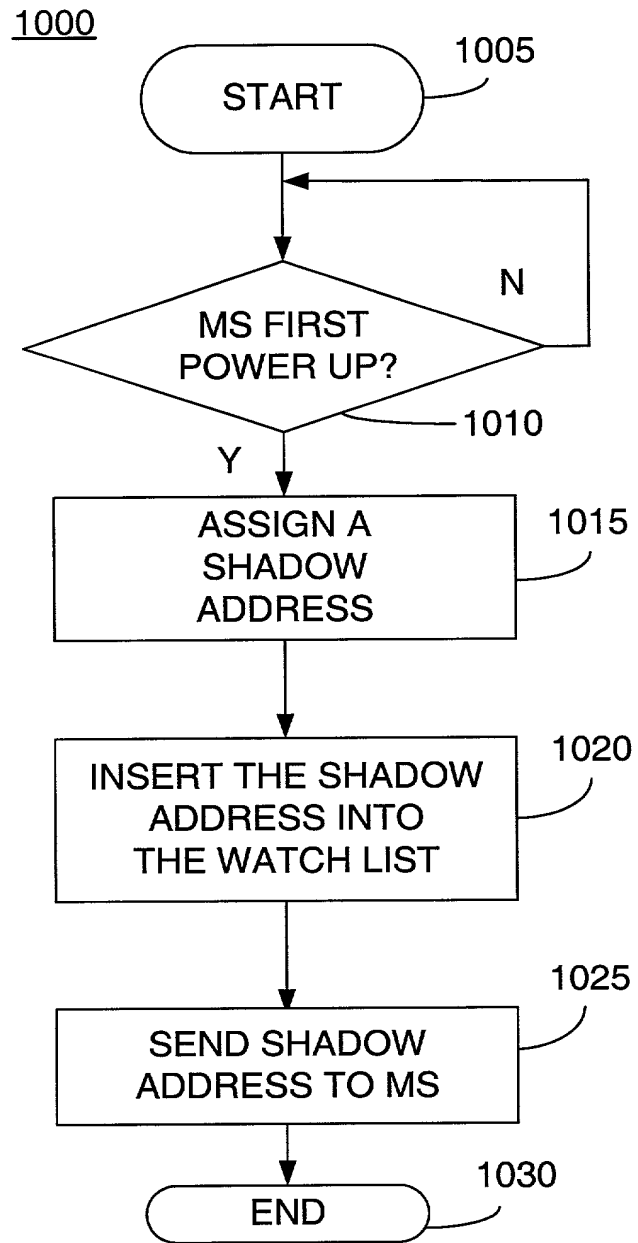 1000
1005
START
N
MS FIRST
POWER UP?
1010
Y
ASSIGN A
SHADOW
ADDRESS
1015
INSERT THE SHADOW
ADDRESS INTO
THE WATCH LIST
1020
1025
SEND SHADOW
ADDRESS TO MS
1030
END